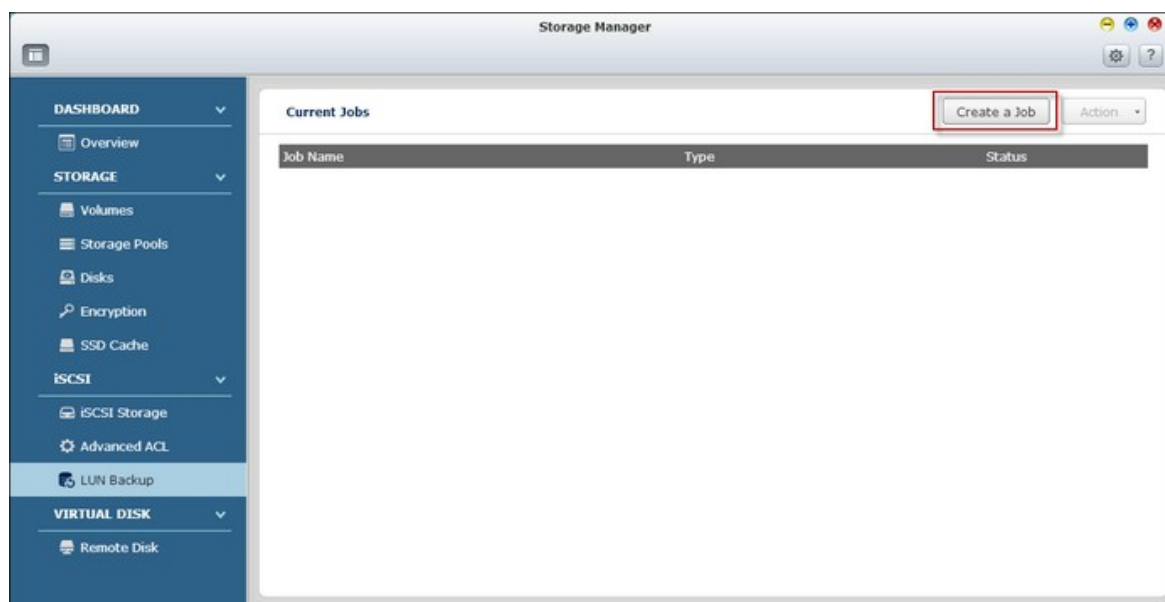 Storage Manager
?
DASHBOARD
Overview
STORAGE
Volumes
Storage Pools
Disks
Encryption
SSD Cache
iSCSI
iSCSI Storage
Advanced ACL
LUN Backup
VIRTUAL DISK
Remote Disk
Current Jobs
Create a Job
Action
Job Name Type Status